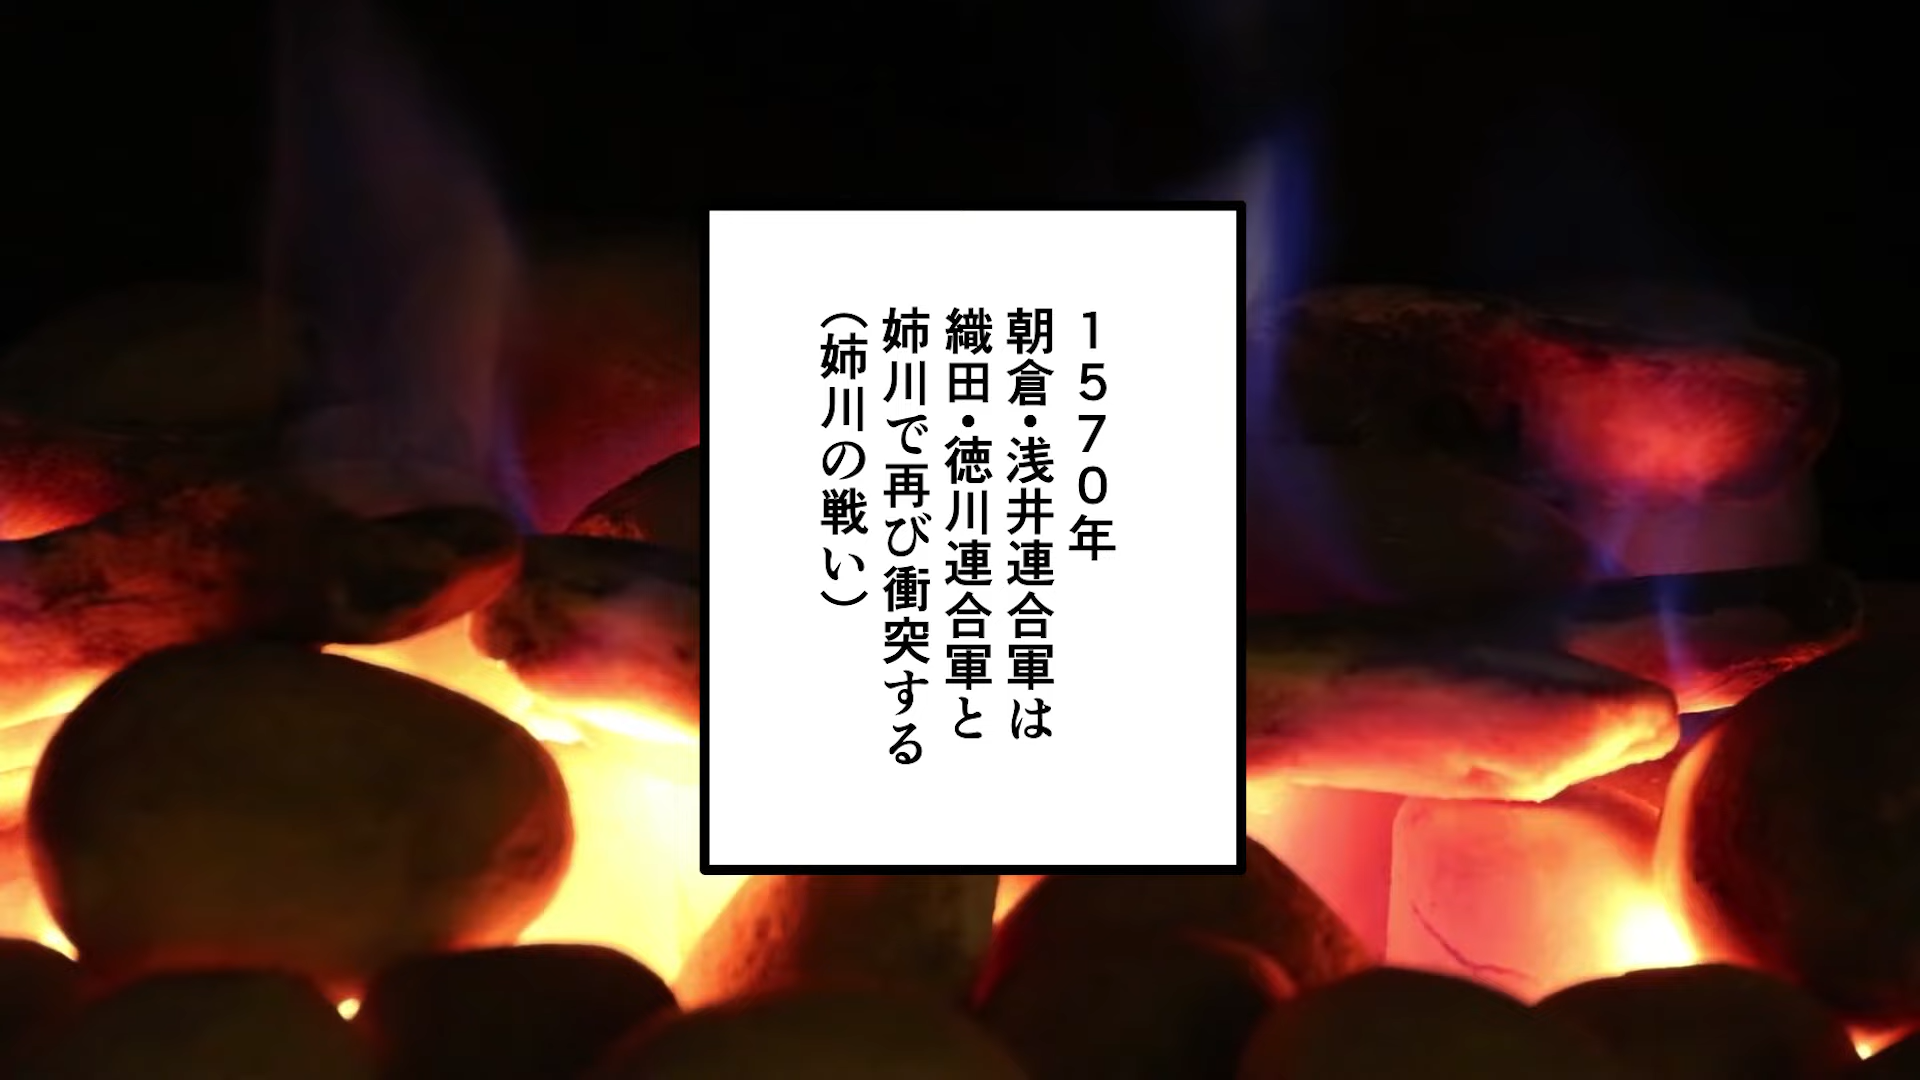 1570年
朝倉・浅井連合軍は
織田・徳川連合軍と
姉川で再び衝突する
（姉川の戦い）